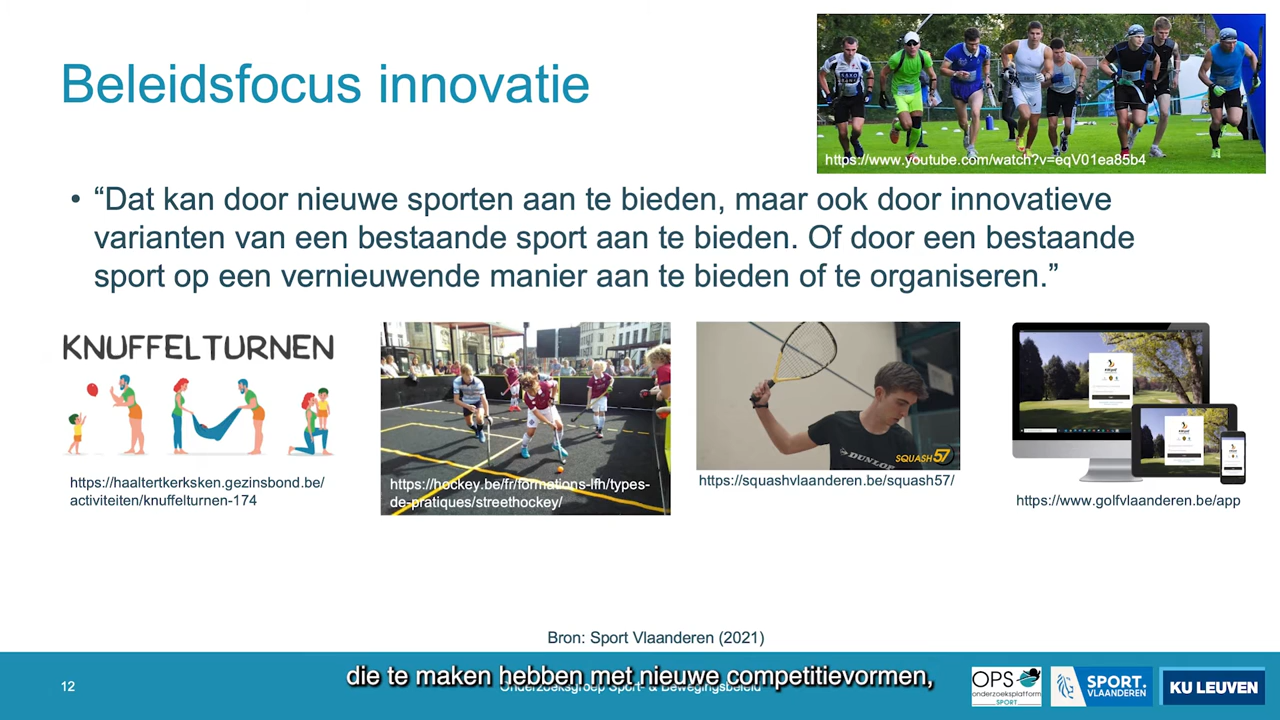 Beleidsfocus innovatie
https://www.youtube.com/watch?v=eqV01ea85b4
• “Dat kan door nieuwe sporten aan te bieden, maar ook door innovatieve
varianten van een bestaande sport aan te bieden. Of door een bestaande
sport op een vernieuwende manier aan te bieden of te organiseren.”
KNUFFELTURNEN
https://haaltertkerksken.gezinsbond.be/
activiteiten/knuffelturnen-174
https://hockey.be/fr/formations-lfh/types-
de-pratiques/streethockey/
DUNLOP
SQUASH 57
https://squashvlaanderen.be/squash57/
https://www.golfvlaanderen.be/app
Bron: Sport Vlaanderen (2021)
12
Onderzoeksgroep Sport- & Bewegingsbeleid
die te maken hebben met nieuwe competitievormen,
OPS
onderzoeksplatform
SPORT
SPORT.
VLAANDEREN
KU LEUVEN